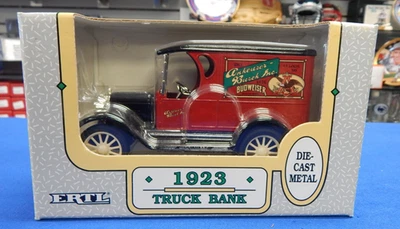 Anheuser
Busch Inc.
BUDWEISER
DIE-
CAST
METAL
1923
TRUCK BANK
ERTL